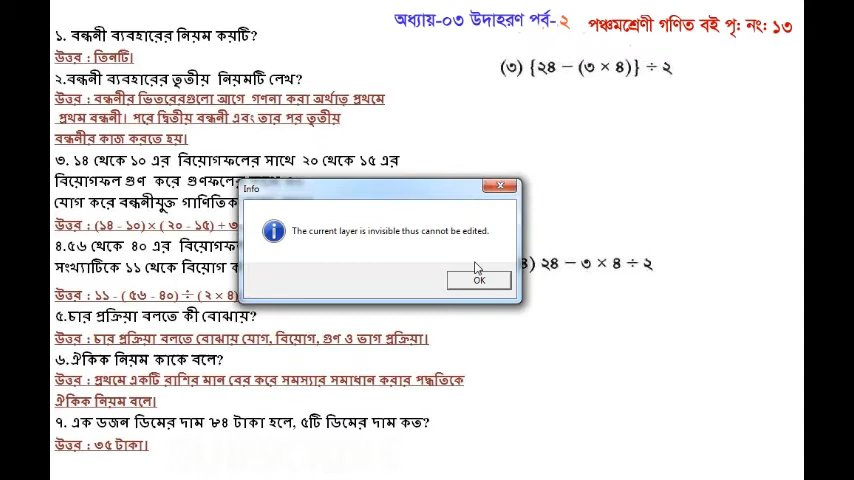 অধ্যায়-০৩ উদাহরণ পর্ব-২
পঞ্চমশ্রেণী গণিত বই পৃ: নং: ১৩
১. বন্ধনী ব্যবহারের নিয়ম কয়টি?
উত্তর : তিনটি।
২.বন্ধনী ব্যবহারের তৃতীয় নিয়মটি লেখ?
উত্তর : বন্ধনীর ভিতরেরগুলো আগে গণনা করা অর্থাত্‍ প্রথমে
প্রথম বন্ধনী। পরে দ্বিতীয় বন্ধনী এবং তার পর তৃতীয়
বন্ধনীর কাজ করতে হয়।
৩. ১৪ থেকে ১০ এর বিয়োগফলের সাথে ২০ থেকে ১৫ এর
বিয়োগফল গুণ করে গুণফলের
যোগ করে বন্ধনীযুক্ত গাণিতিক
উত্তর : (১৪ - ১০) × ( ২০ - ১৫) + ৩
৪.৫৬ থেকে ৪০ এর বিয়োগফ
সংখ্যাটিকে ১১ থেকে বিয়োগ ক
উত্তর : ১১ - ( ৫৬ - ৪০) ÷ ( ২ × ৪)
৫.চার প্রক্রিয়া বলতে কী বোঝায়?
উত্তর : চার প্রক্রিয়া বলতে বোঝায় যোগ, বিয়োগ, গুণ ও ভাগ প্রক্রিয়া।
৬.ঐকিক নিয়ম কাকে বলে?
উত্তর : প্রথমে একটি রাশির মান বের করে সমস্যার সমাধান করার পদ্ধতিকে
ঐকিক নিয়ম বলে।
৭. এক ডজন ডিমের দাম ৮৪ টাকা হলে, ৫টি ডিমের দাম কত?
উত্তর : ৩৫ টাকা।
(৩) {২৪ − (৩ × ৪)} ÷ ২
৪) ২৪ − ৩ × ৪ ÷ ২
Info
The current layer is invisible thus cannot be edited.
OK